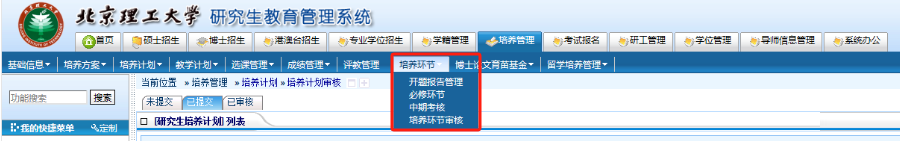 北京理工大学 研究生教育管理系统
首页 硕士招生 博士招生 港澳台招生 专业学位招生 学籍管理 培养管理 考试报名 研工管理 学位管理 导师信息管理 系统办公
基础信息 培养方案 培养计划 教学计划 选课管理 成绩管理 评教管理 培养环节 博士论文育苗基金 留学培养管理
功能搜索 搜索
我的快捷菜单 定制
当前位置 »培养管理 »培养计划 »培养计划审核
未提交 已提交 已审核
[研究生培养计划] 列表
开题报告管理
必修环节
中期考核
培养环节审核